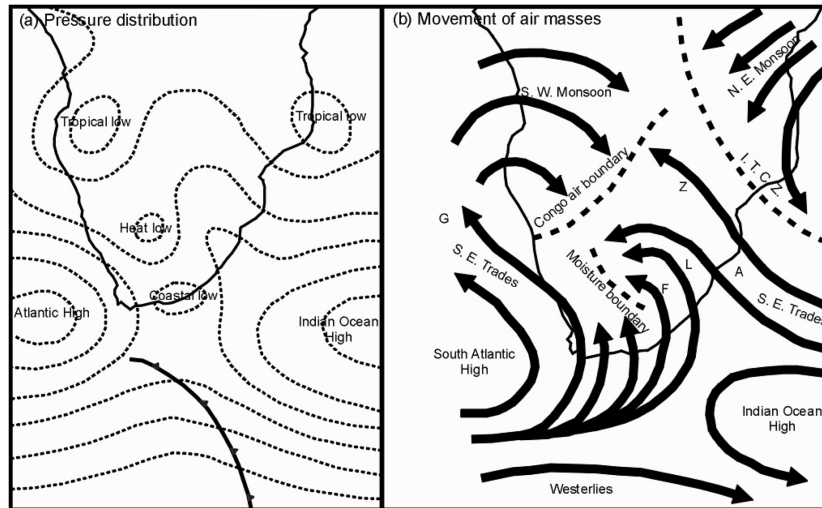 (a) Pressure distribution
Tropical low
Tropical low
Heat low
Coastal low
Atlantic High
Indian Ocean
High
(b) Movement of air masses
N. E. Monsoon
S. W. Monsoon
I. T. C. Z.
Congo air boundary
Z
G
S. E. Trades
Moisture boundary
L
A
F
S. E. Trades
South Atlantic
High
Indian Ocean
High
Westerlies